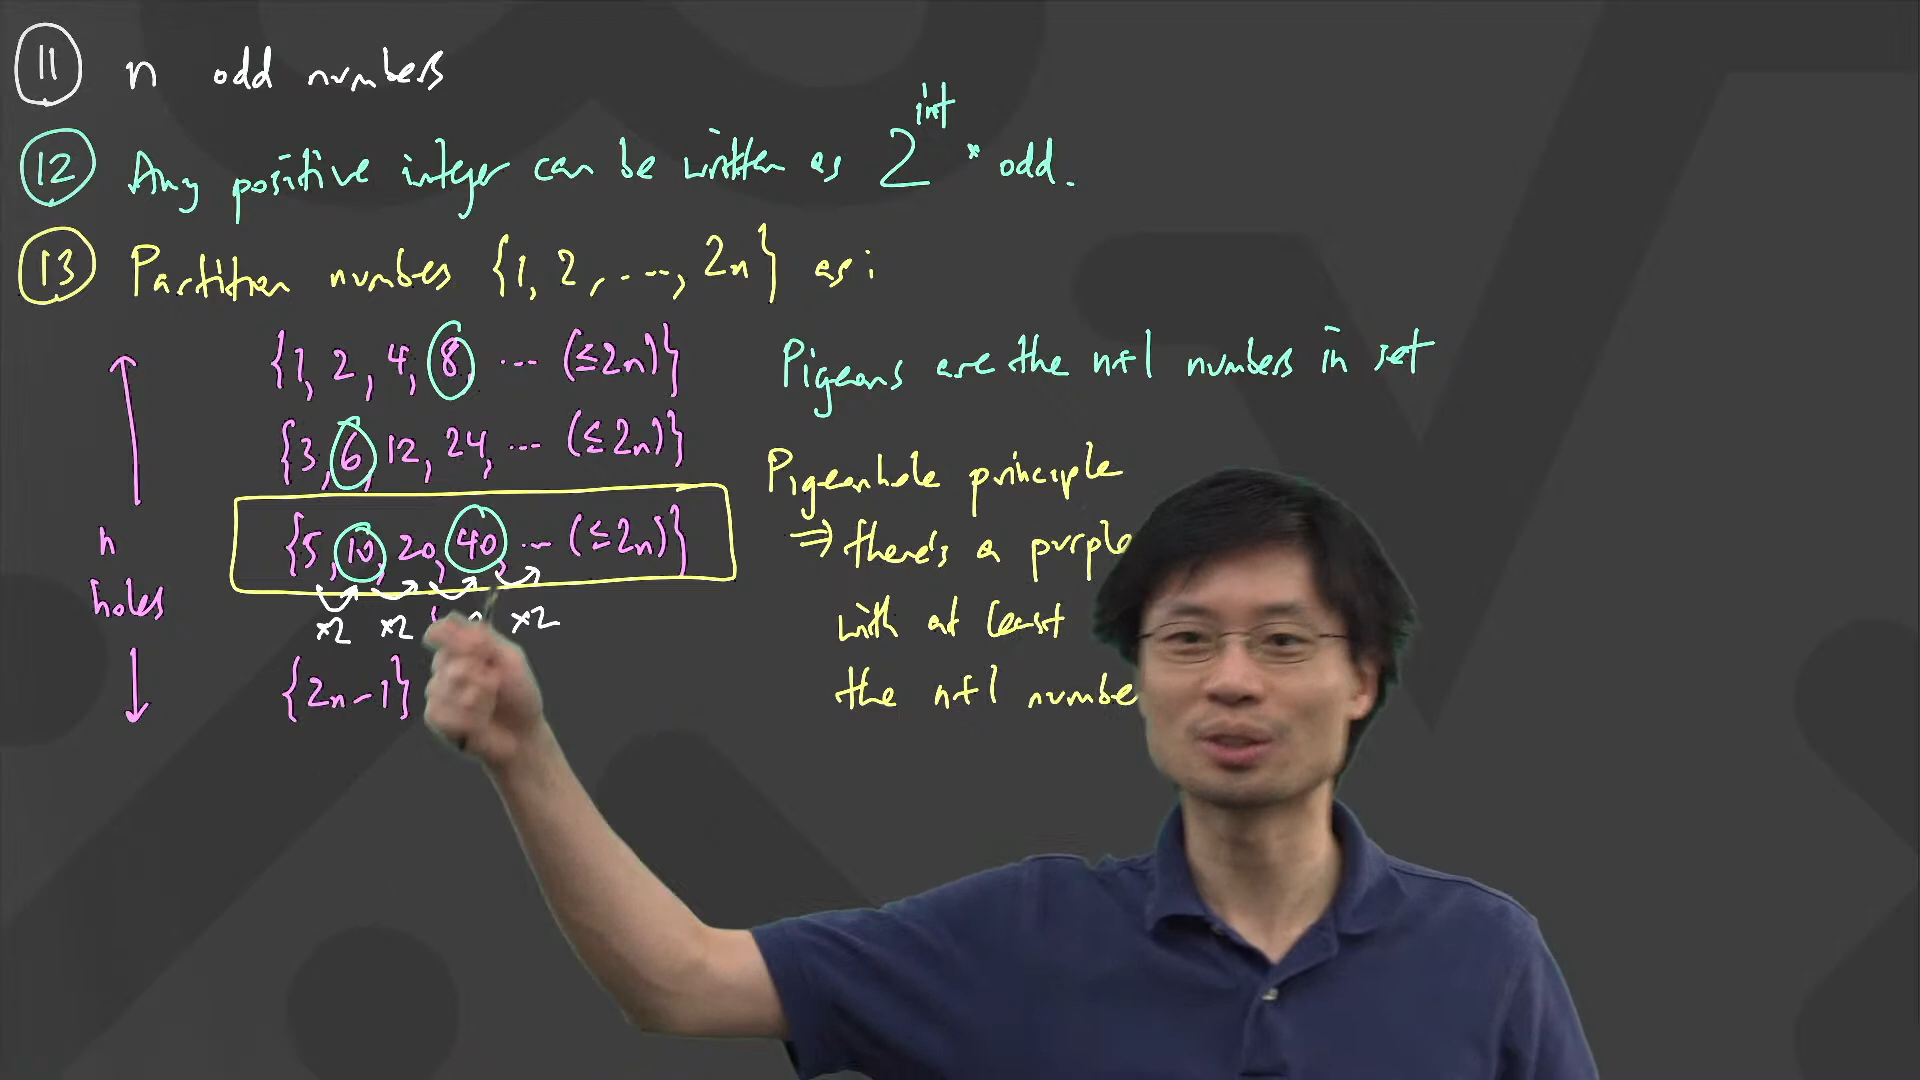 ⑪ n odd numbers
⑫ Any positive integer can be written as 2^int * odd.
⑬ Partition numbers {1, 2, ..., 2n} as:
{1, 2, 4, 8 ... (≤2n)}
{3, 6, 12, 24, ... (≤2n)}
{5, 10, 20, 40, ... (≤2n)}
×2 ×2 ×2
{2n-1}
n
holes
Pigeons are the n+1 numbers in set
Pigeonhole principle
⇒ there's a purple
with at least
the n+1 number